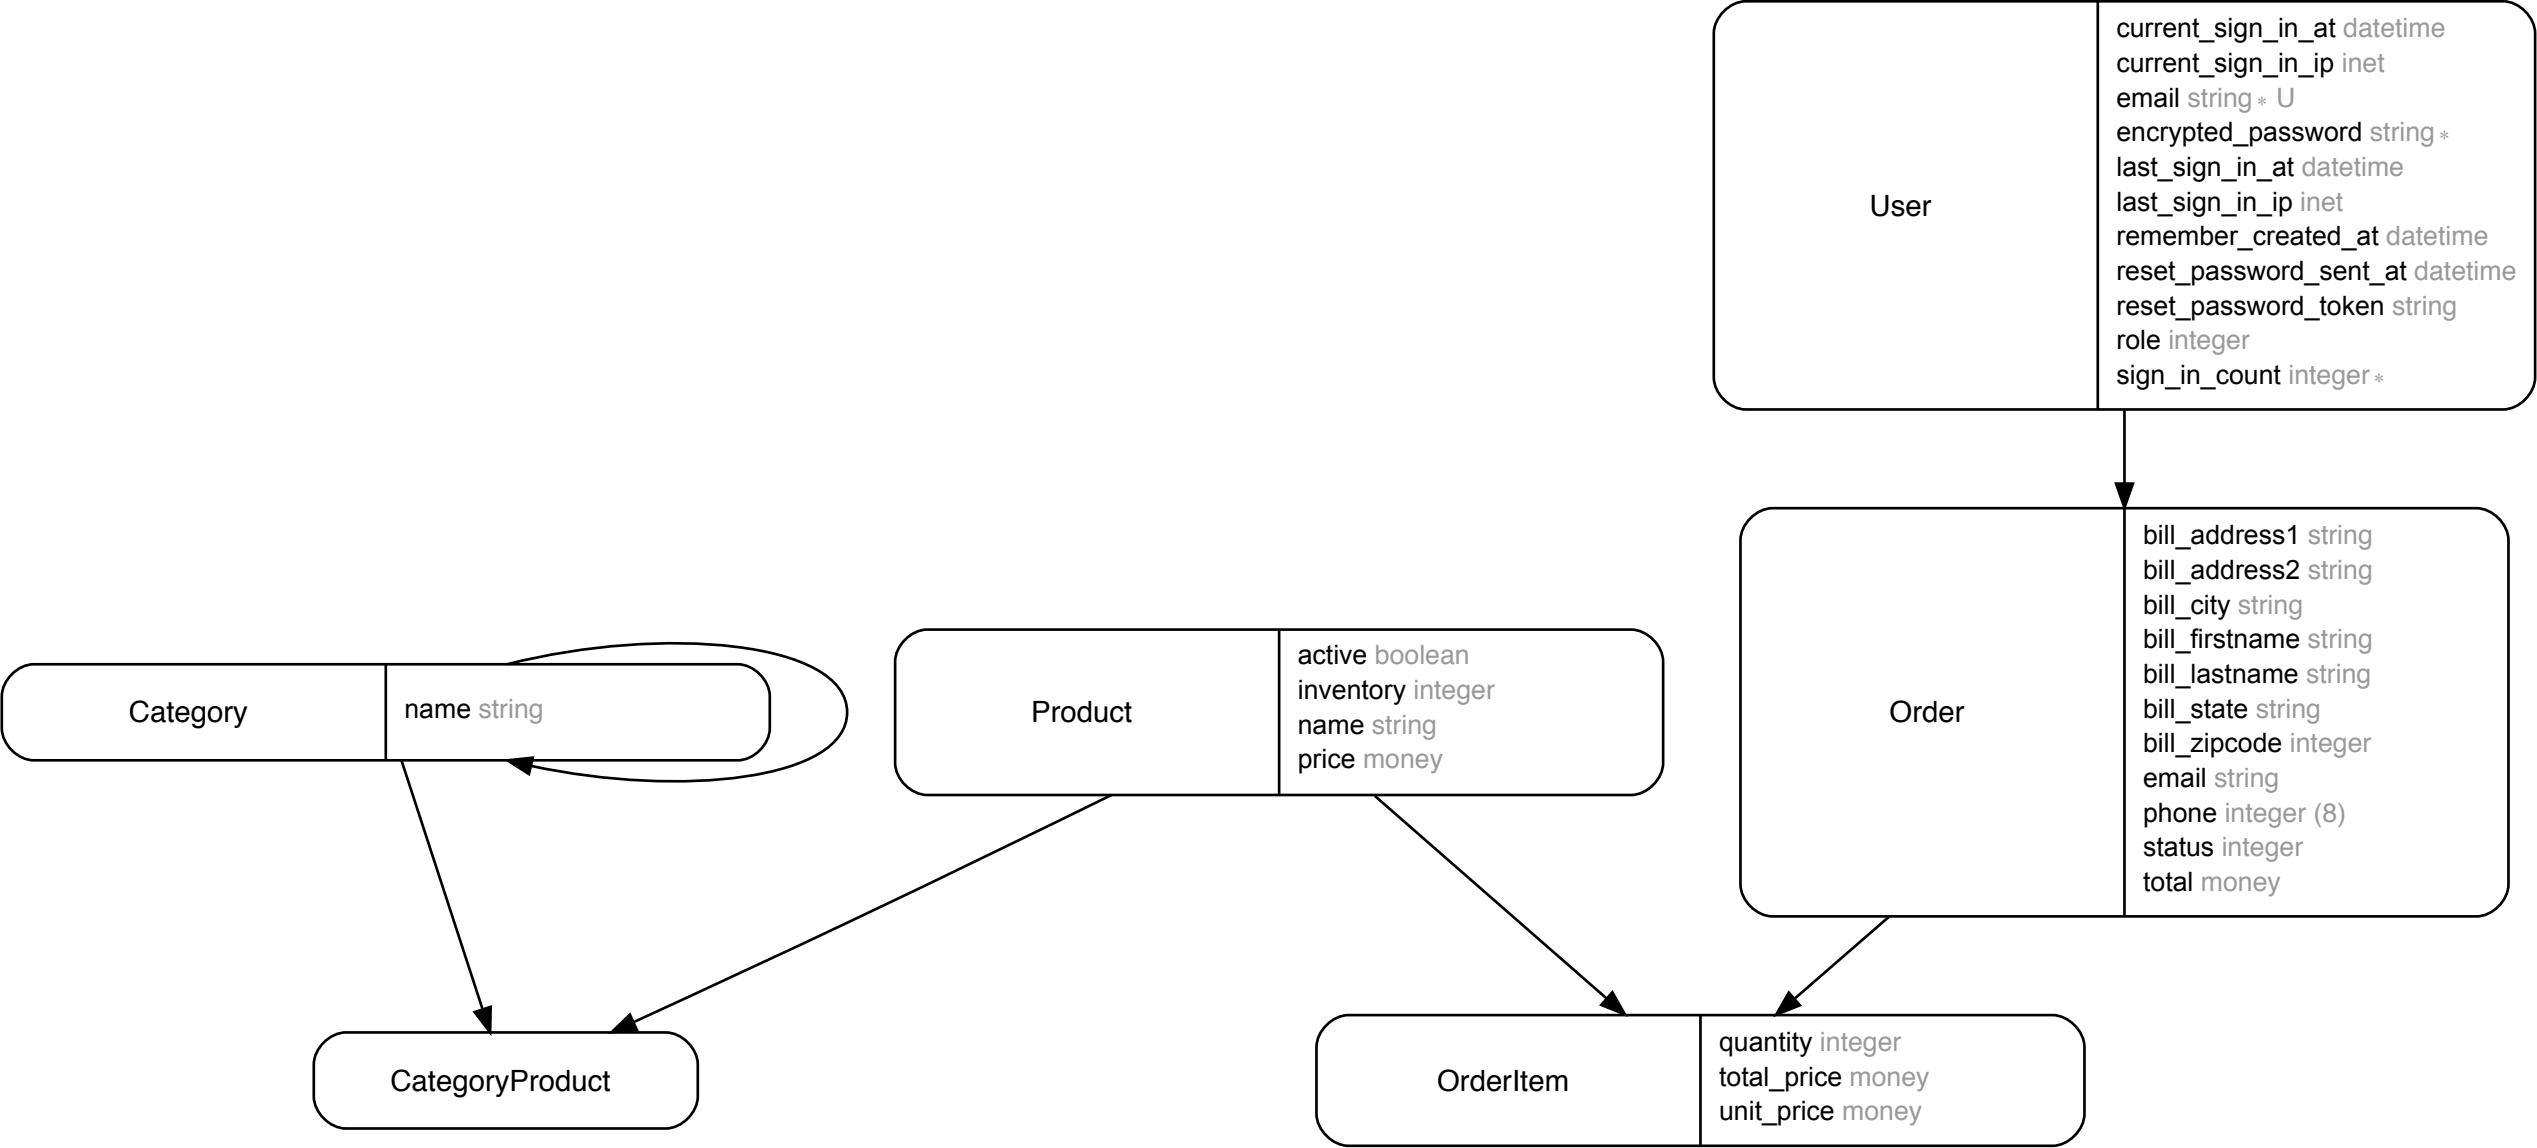 User
current_sign_in_at datetime
current_sign_in_ip inet
email string * U
encrypted_password string *
last_sign_in_at datetime
last_sign_in_ip inet
remember_created_at datetime
reset_password_sent_at datetime
reset_password_token string
role integer
sign_in_count integer *
Category
name string
Product
active boolean
inventory integer
name string
price money
Order
bill_address1 string
bill_address2 string
bill_city string
bill_firstname string
bill_lastname string
bill_state string
bill_zipcode integer
email string
phone integer (8)
status integer
total money
CategoryProduct
OrderItem
quantity integer
total_price money
unit_price money